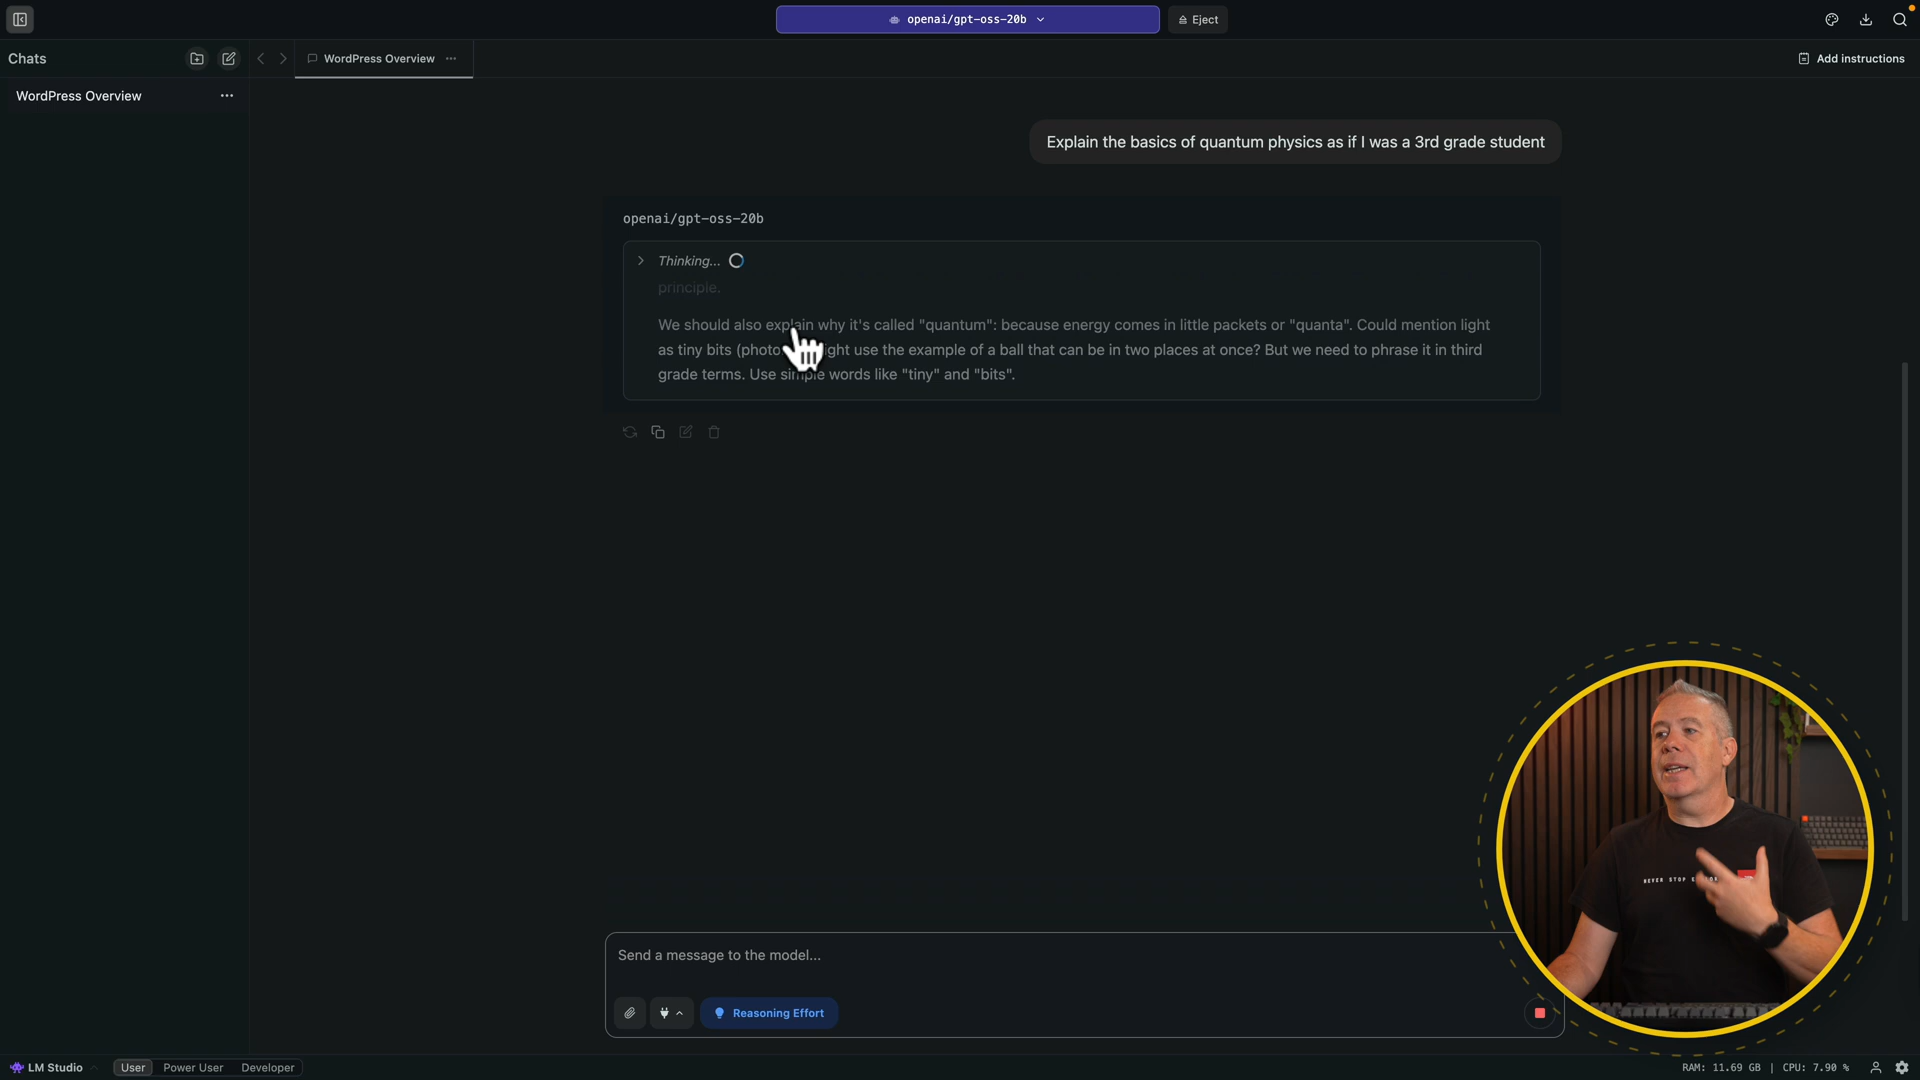 openai/gpt-oss-20b
Eject
Chats
WordPress Overview
Add instructions
WordPress Overview
Explain the basics of quantum physics as if I was a 3rd grade student
openai/gpt-oss-20b
Thinking...
principle.
We should also explain why it's called "quantum": because energy comes in little packets or "quanta". Could mention light
as tiny bits (photo ight use the example of a ball that can be in two places at once? But we need to phrase it in third
grade terms. Use simple words like "tiny" and "bits".
NEVER STOP
Send a message to the model...
Reasoning Effort
LM Studio
User
Power User
Developer
RAM: 11.69 GB | CPU: 7.90 %